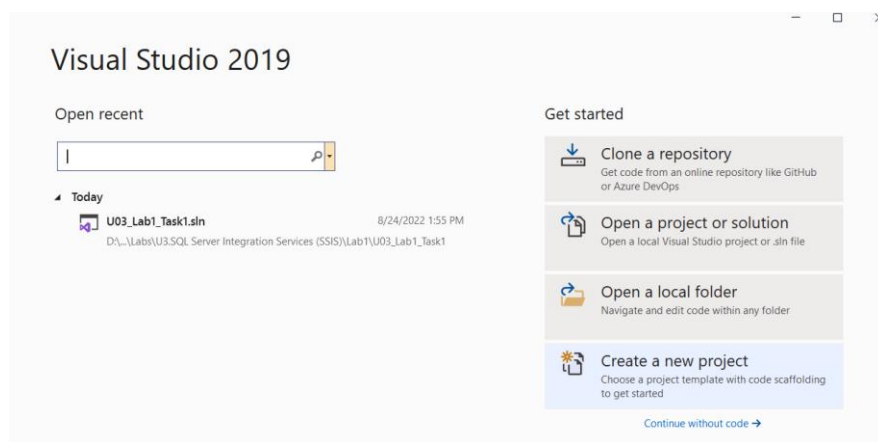 Visual Studio 2019
Open recent
Today
U03_Lab1_Task1.sln 8/24/2022 1:55 PM
D:\...\Labs\U3.SQL Server Integration Services (SSIS)\Lab1\U03_Lab1_Task1
Get started
Clone a repository
Get code from an online repository like GitHub
or Azure DevOps
Open a project or solution
Open a local Visual Studio project or .sln file
Open a local folder
Navigate and edit code within any folder
Create a new project
Choose a project template with code scaffolding
to get started
Continue without code →